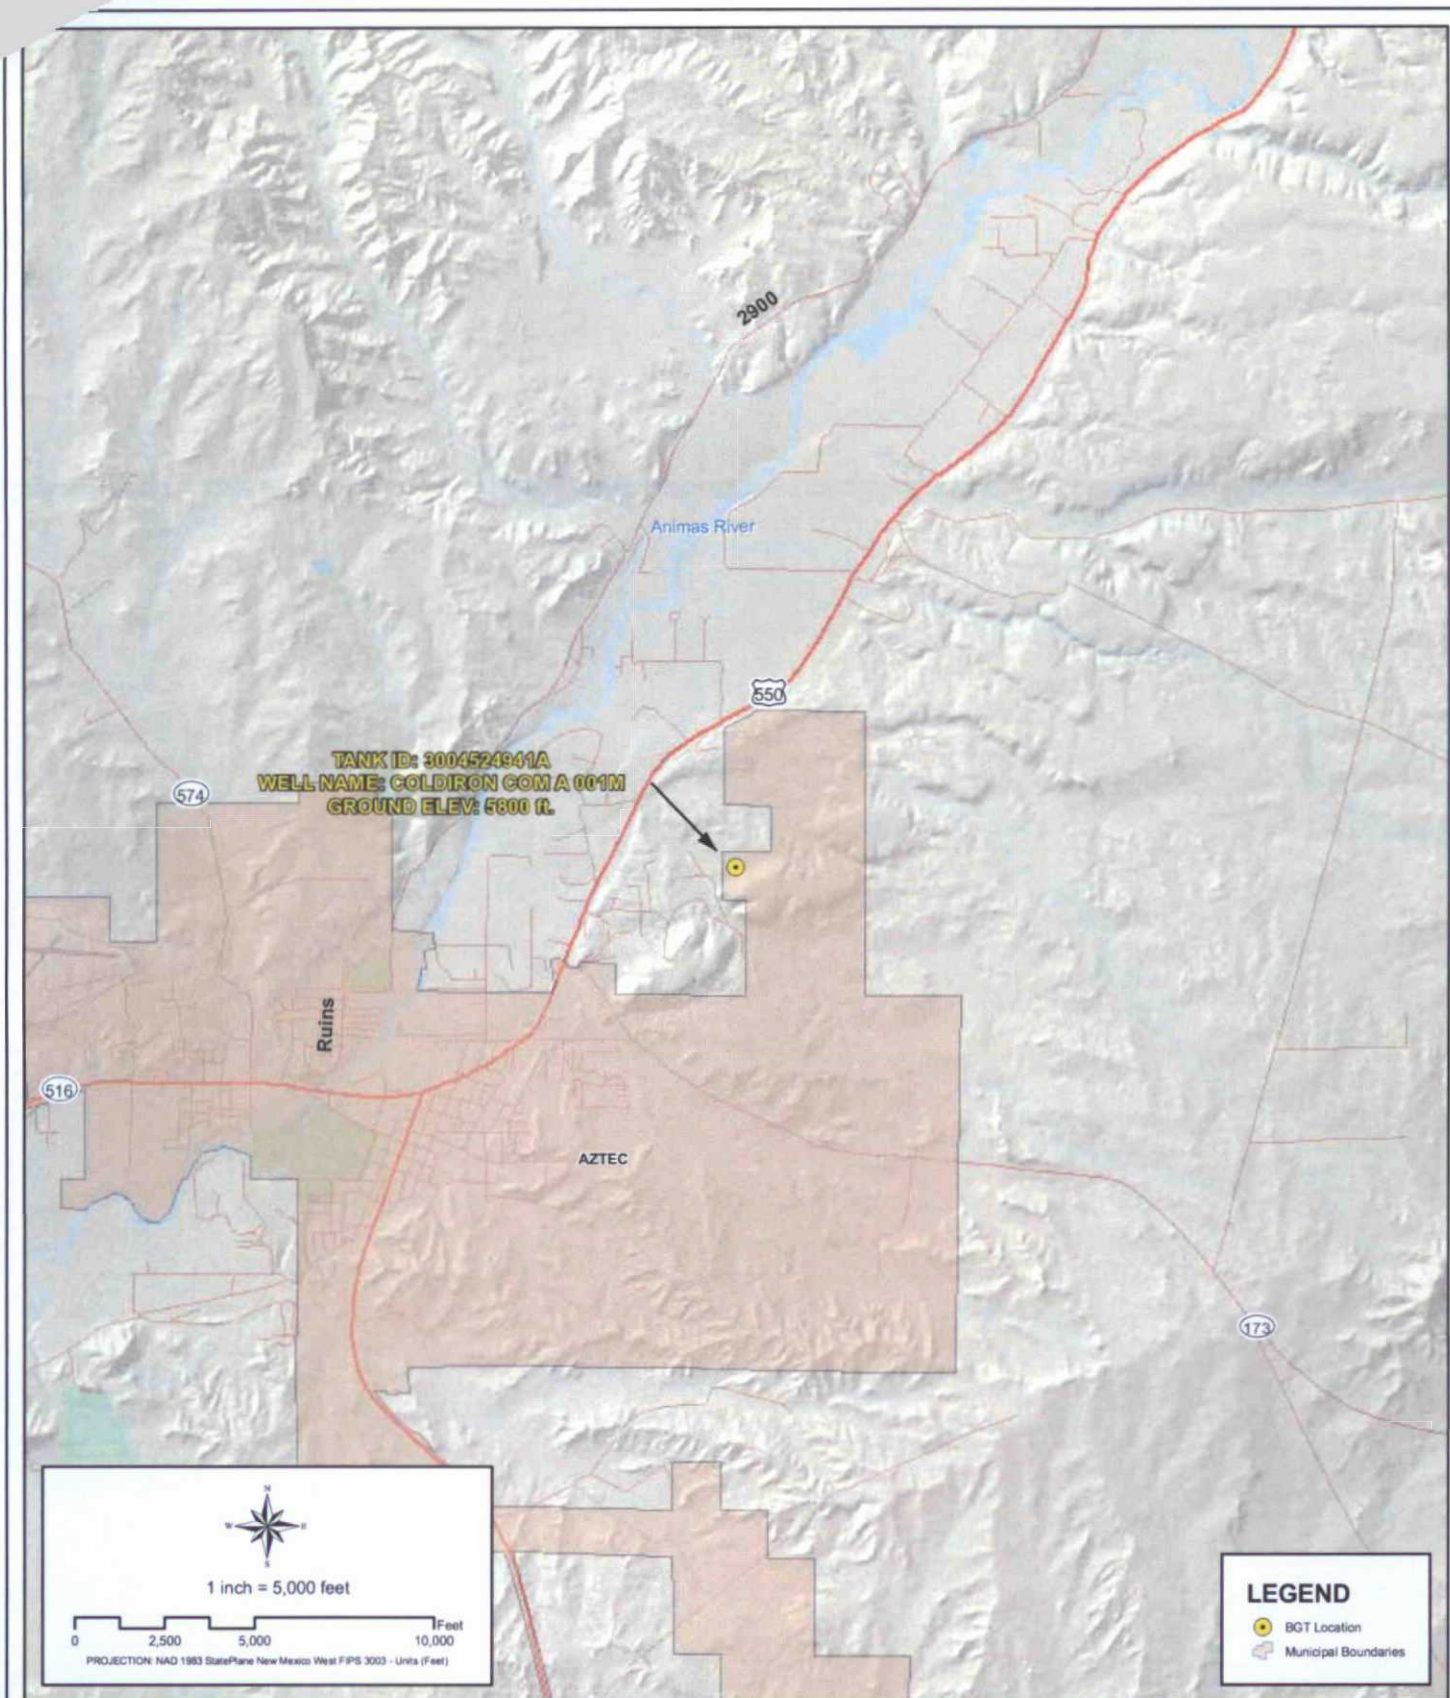 2900
Animas River
550
TANK ID: 3004524941A
WELL NAME: COLDIRON COM A 001M
GROUND ELEV: 5800 ft.
574
Ruins
516
AZTEC
173
N
W
E
S
1 inch = 5,000 feet
Feet
0 2,500 5,000 10,000
PROJECTION: NAD 1983 StatePlane New Mexico West FIPS 3003 - Units (Feet)
LEGEND
BGT Location
Municipal Boundaries